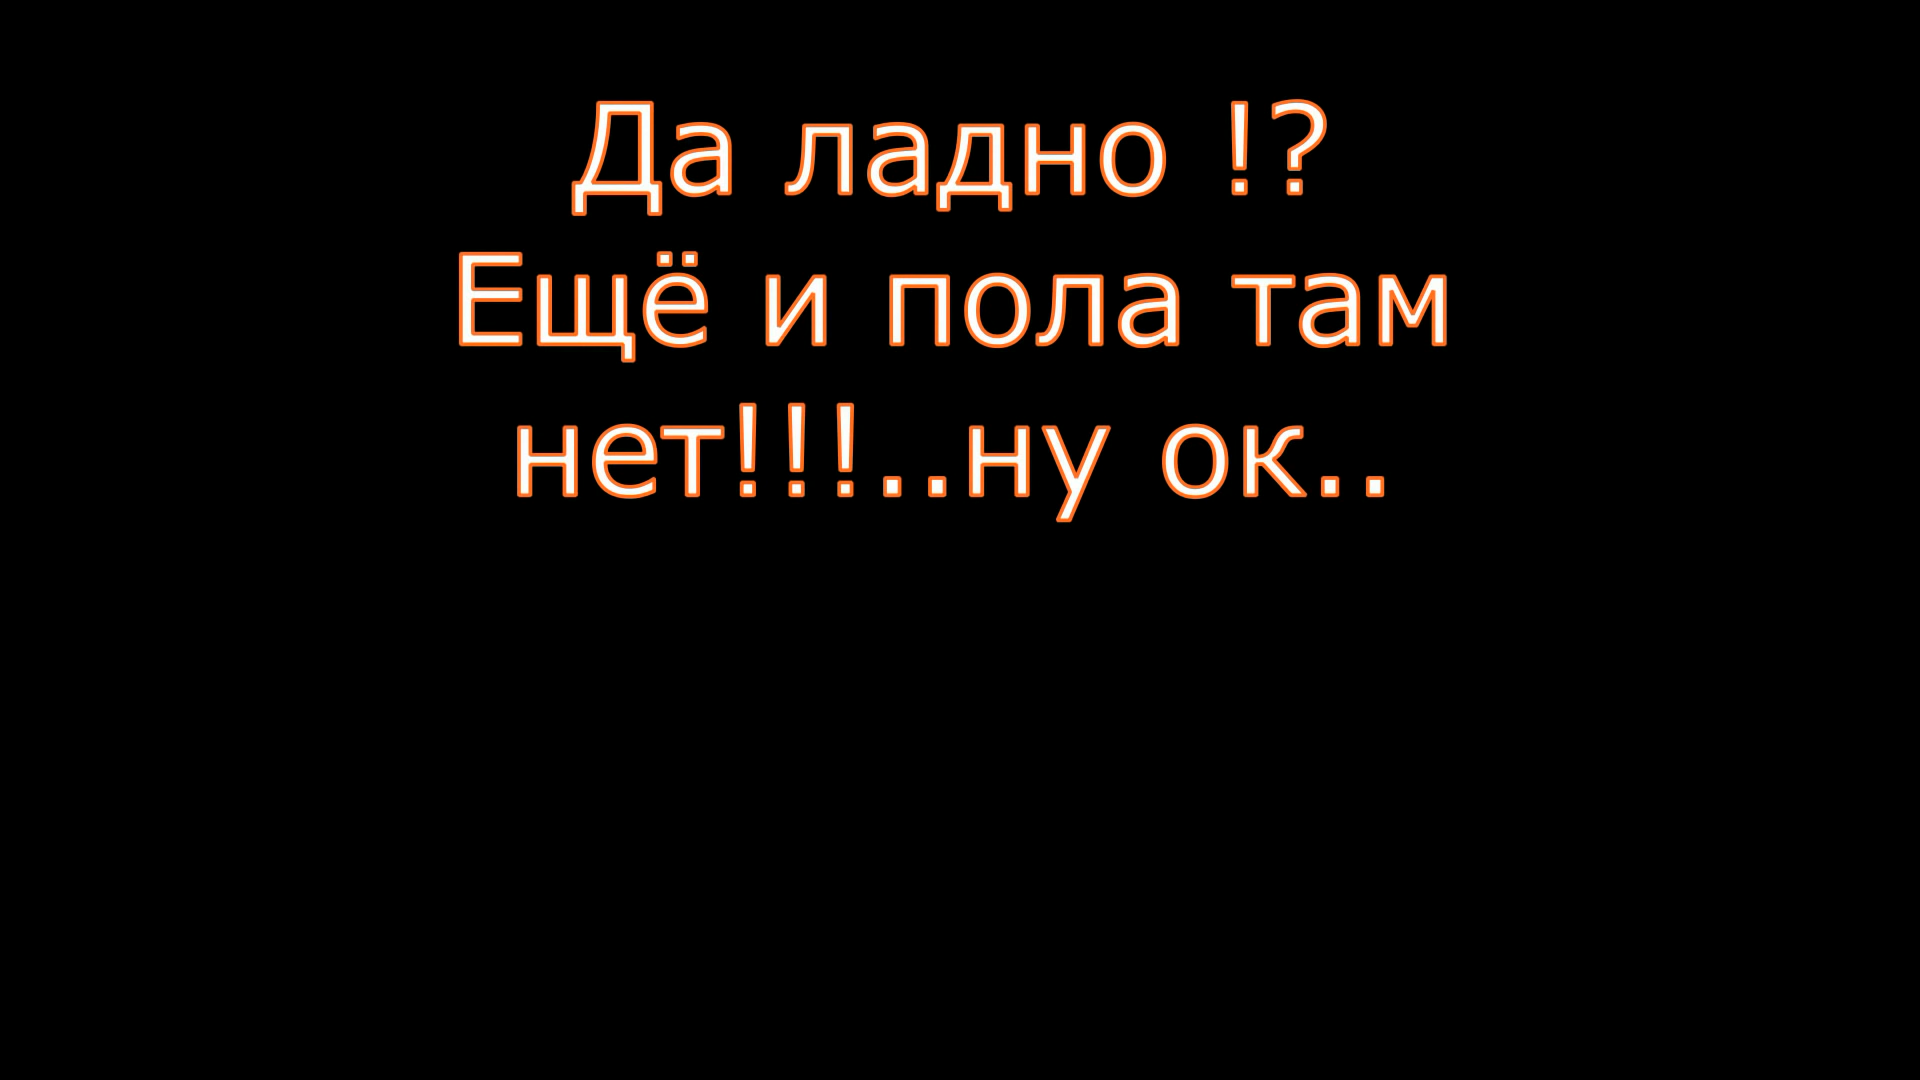 Да ладно !?
Ещё и пола там
нет!!!..ну ок..